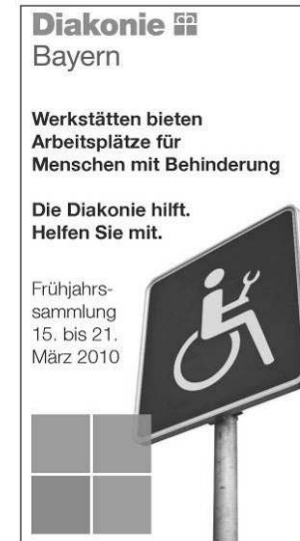 Diakonie
Bayern
Werkstätten bieten
Arbeitsplätze für
Menschen mit Behinderung
Die Diakonie hilft.
Helfen Sie mit.
Frühjahrs-
sammlung
15. bis 21.
März 2010